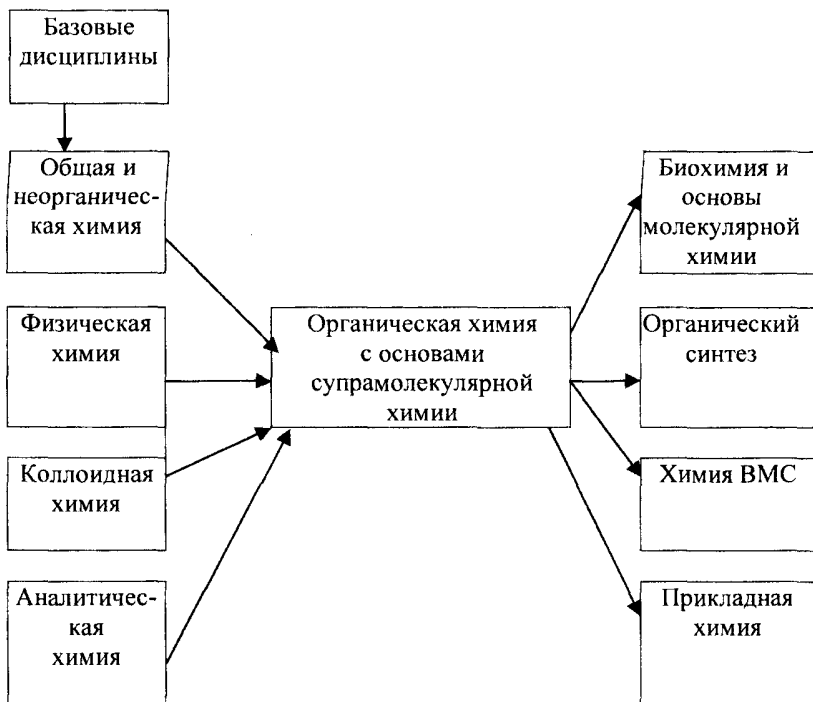 Базовые
дисциплины
Общая и
неорганичес-
кая химия
Физическая
химия
Коллоидная
химия
Аналитичес-
кая
химия
Органическая химия
с основами
супрамолекулярной
химии
Биохимия и
основы
молекулярной
химии
Органический
синтез
Химия ВМС
Прикладная
химия